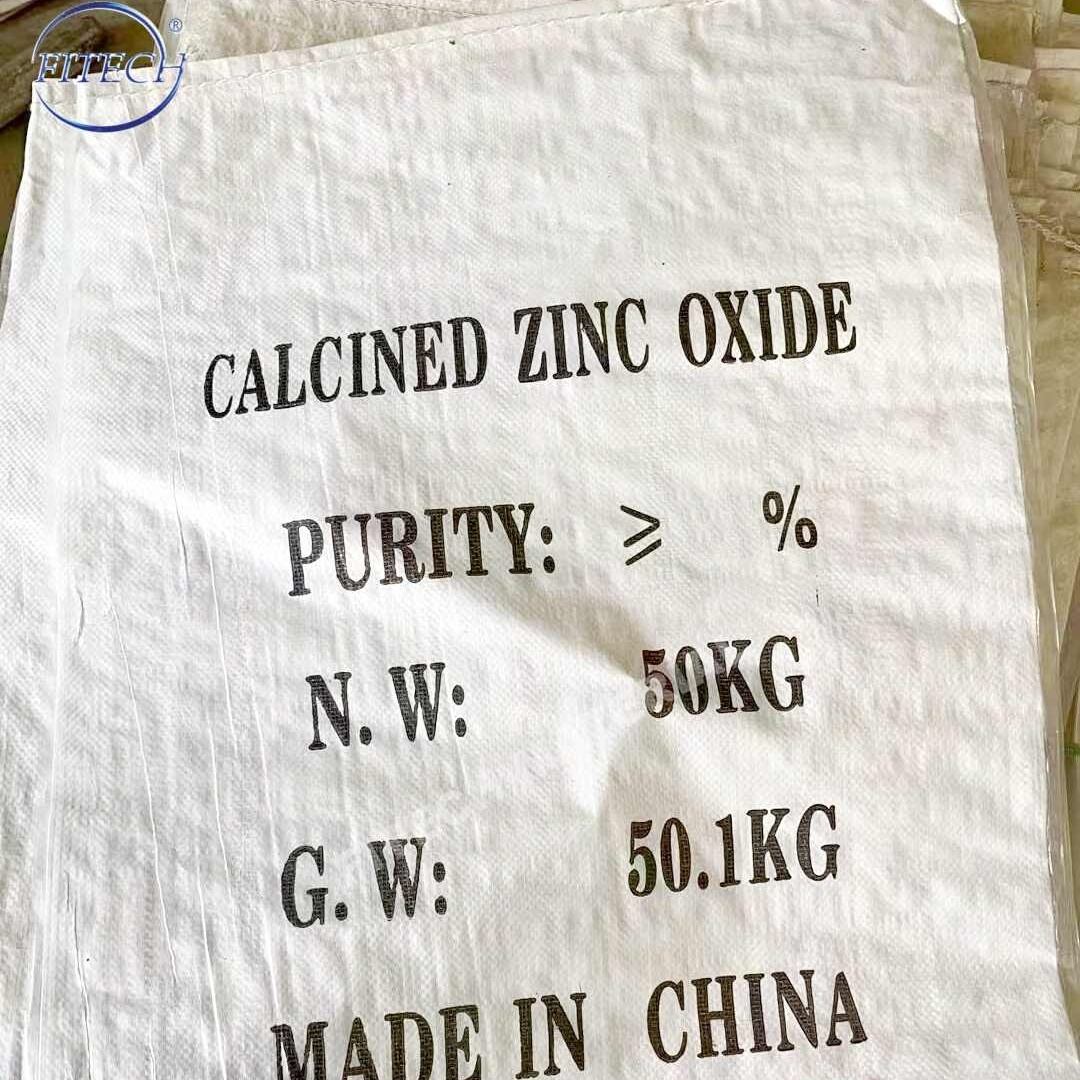 FITECH®
CALCINED ZINC OXIDE
PURITY: ≥ %
N. W: 50KG
G. W: 50.1KG
MADE IN CHINA